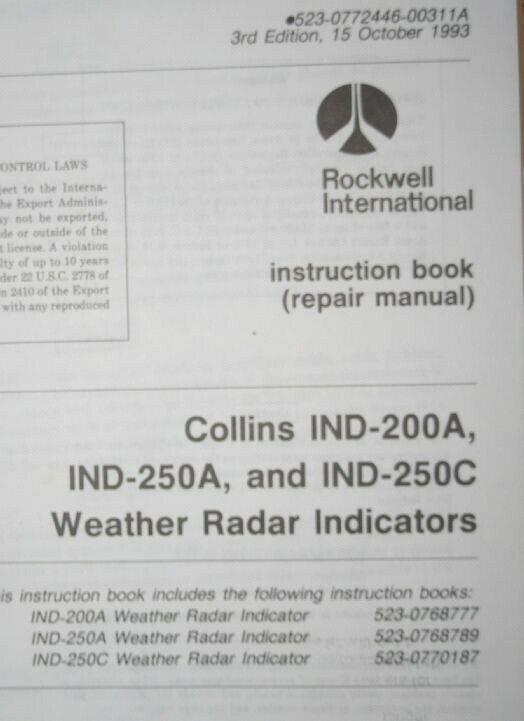 ●523-0772446-00311A
3rd Edition, 15 October 1993
ONTROL LAWS
ject to the Interna-
he Export Adminis-
ay not be exported,
de or outside of the
t license. A violation
lty of up to 10 years
der 22 U.S.C. 2778 of
n 2410 of the Export
with any reproduced
Rockwell
International
instruction book
(repair manual)
Collins IND-200A,
IND-250A, and IND-250C
Weather Radar Indicators
is instruction book includes the following instruction books:
IND-200A Weather Radar Indicator 523-0768777
IND-250A Weather Radar Indicator 523-0768789
IND-250C Weather Radar Indicator 523-0770187